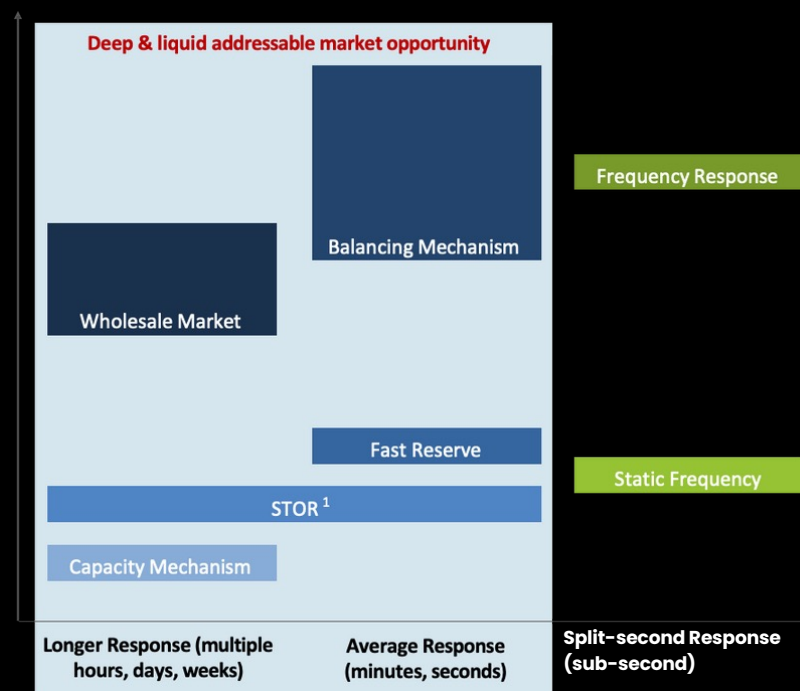 Deep & liquid addressable market opportunity
Frequency Response
Balancing Mechanism
Wholesale Market
Fast Reserve
Static Frequency
STOR 1
Capacity Mechanism
Longer Response (multiple
hours, days, weeks)
Average Response
(minutes, seconds)
Split-second Response
(sub-second)